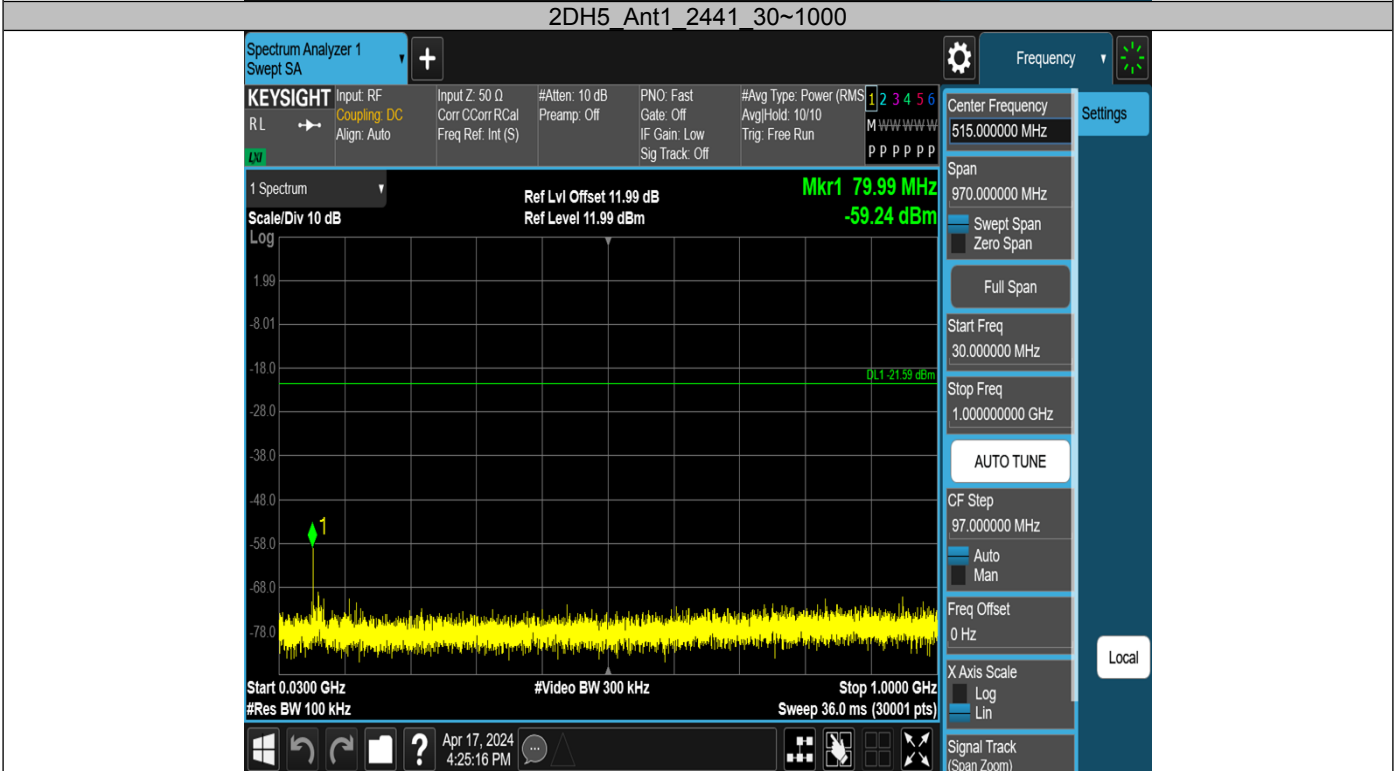 2DH5_Ant1_2441_30~1000
Spectrum Analyzer 1
Swept SA
+
Frequency
KEYSIGHT
R L
LXI
Input: RF
Coupling: DC
Align: Auto
Input Z: 50 Ω
Corr CCorr RCal
Freq Ref: Int (S)
#Atten: 10 dB
Preamp: Off
PNO: Fast
Gate: Off
IF Gain: Low
Sig Track: Off
#Avg Type: Power (RMS
Avg|Hold: 10/10
Trig: Free Run
1 2 3 4 5 6
M W W W W W
P P P P P P
1 Spectrum
Scale/Div 10 dB
Log
Ref Lvl Offset 11.99 dB
Ref Level 11.99 dBm
Mkr1 79.99 MHz
-59.24 dBm
1.99
-8.01
-18.0
DL1 -21.59 dBm
-28.0
-38.0
-48.0
1
-58.0
-68.0
-78.0
Start 0.0300 GHz
#Video BW 300 kHz
Stop 1.0000 GHz
#Res BW 100 kHz
Sweep 36.0 ms (30001 pts)
?
Apr 17, 2024
4:25:16 PM
Center Frequency
515.000000 MHz
Settings
Span
970.000000 MHz
Swept Span
Zero Span
Full Span
Start Freq
30.000000 MHz
Stop Freq
1.000000000 GHz
AUTO TUNE
CF Step
97.000000 MHz
Auto
Man
Freq Offset
0 Hz
Local
X Axis Scale
Log
Lin
Signal Track
(Span Zoom)